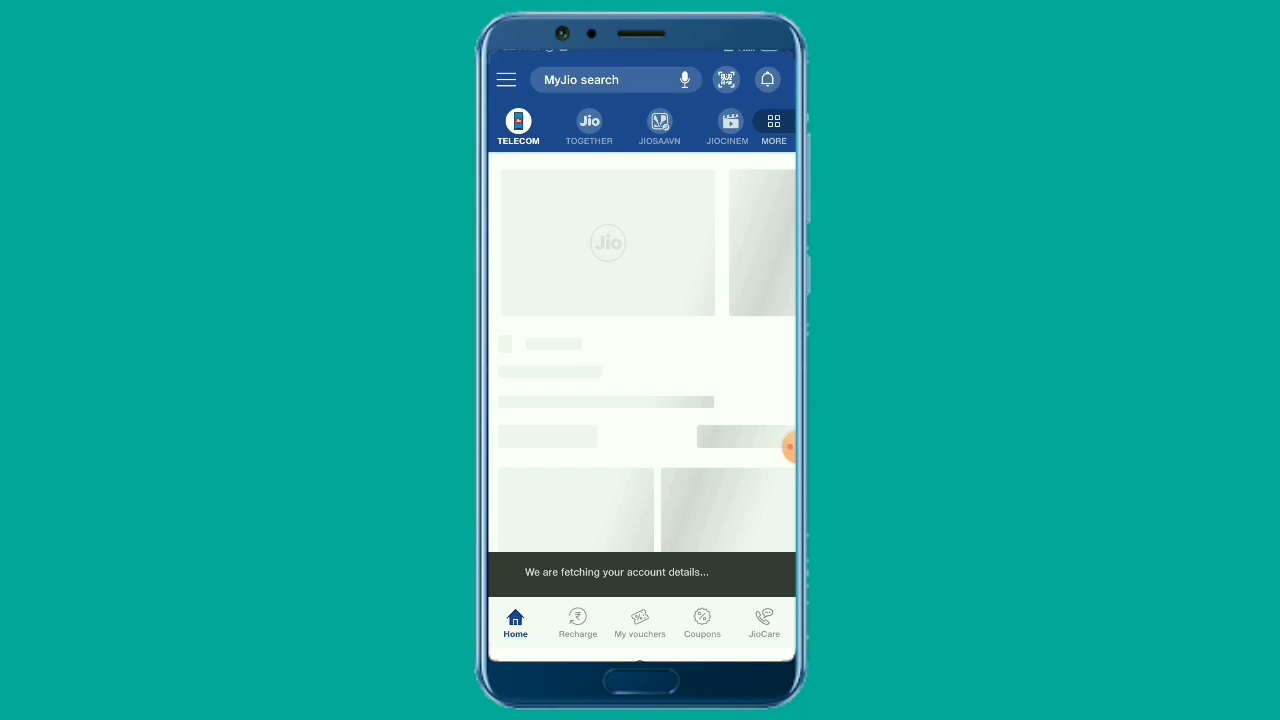 MyJio search
TELECOM
Jio
TOGETHER
JIOSAAVN
JIOCINEM
MORE
Jio
We are fetching your account details...
Home
Recharge
My vouchers
Coupons
JioCare